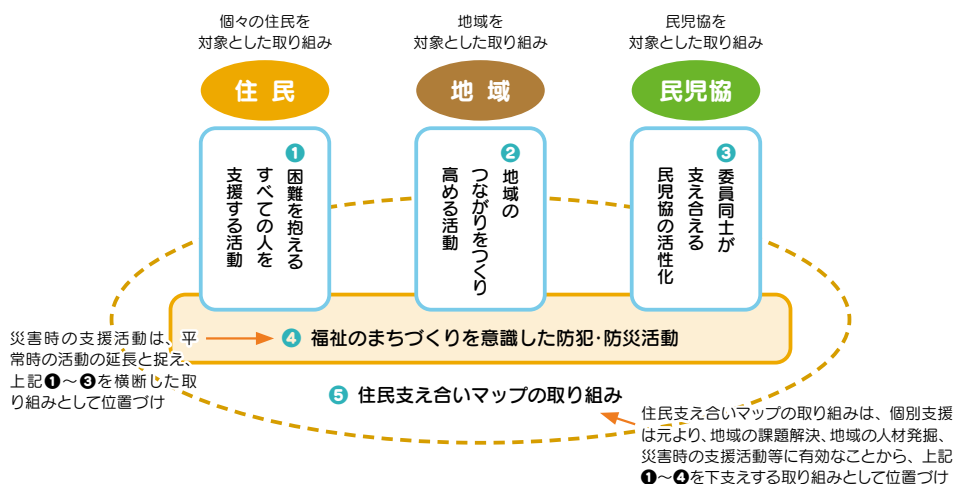 個々の住民を
対象とした取り組み
地域を
対象とした取り組み
民児協を
対象とした取り組み
住民
地域
民児協
❶困難を抱える
すべての人を
支援する活動
❷地域の
つながりをつくり
高める活動
❸委員同士が
支え合える
民児協の活性化
災害時の支援活動は、平
常時の活動の延長と捉え、
上記❶〜❸を横断した取
り組みとして位置づけ
❹ 福祉のまちづくりを意識した防犯・防災活動
❺ 住民支え合いマップの取り組み
住民支え合いマップの取り組みは、個別支援
は元より、地域の課題解決、地域の人材発掘、
災害時の支援活動等に有効なことから、上記
❶〜❹を下支えする取り組みとして位置づけ